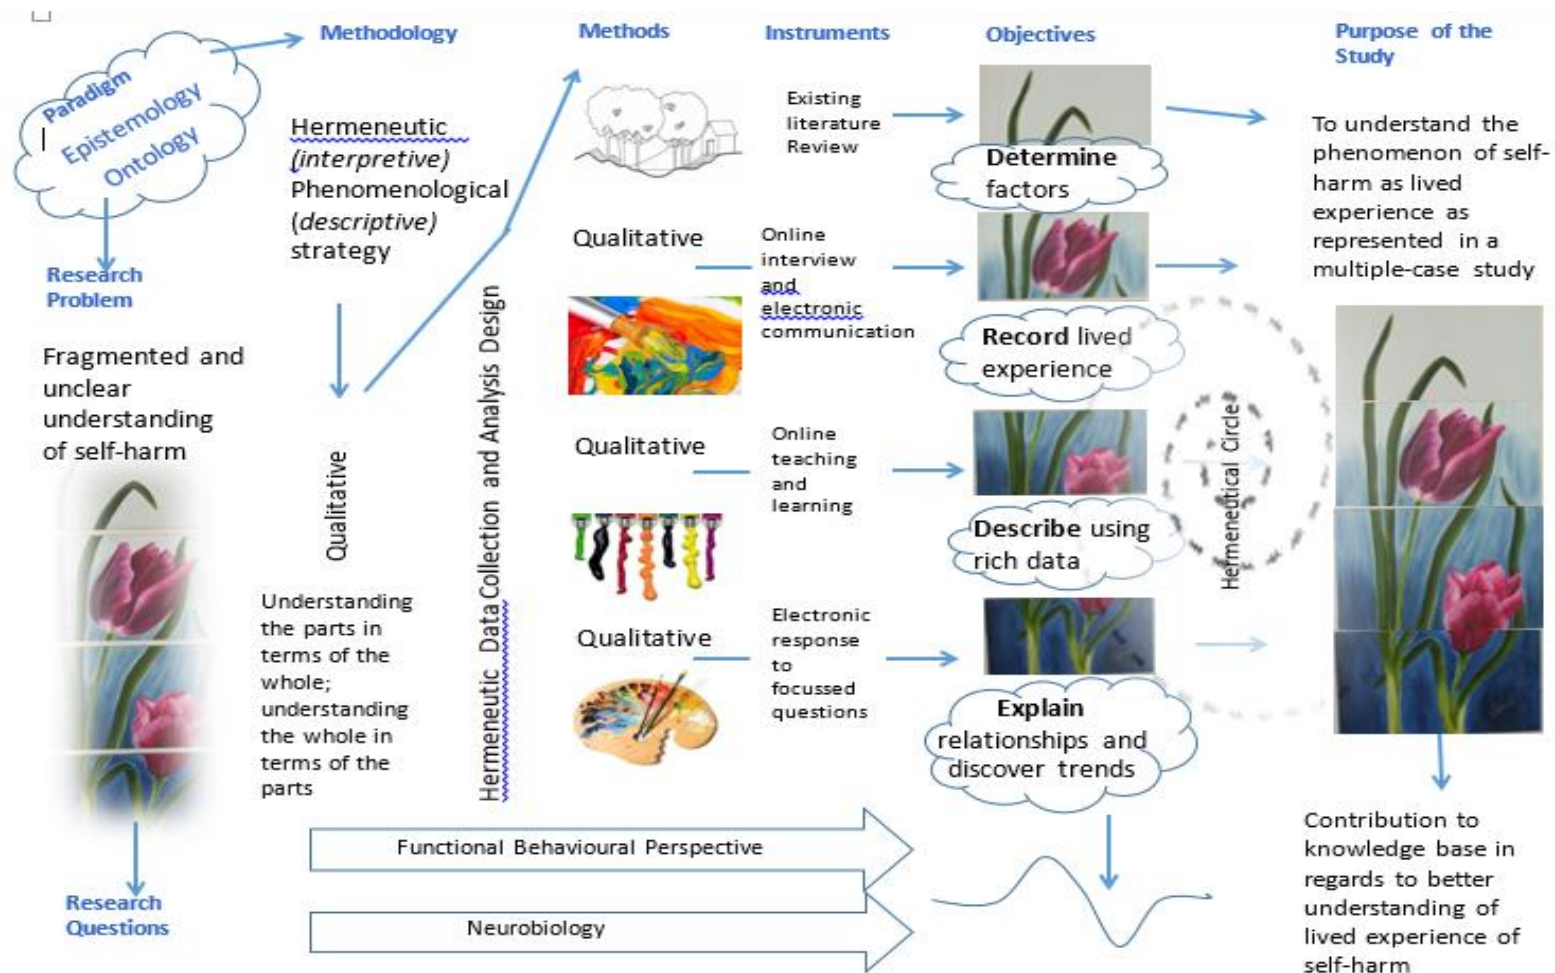 Paradigm
Epistemology
Ontology
Research
Problem
Fragmented and
unclear
understanding
of self-harm
Research
Questions
Methodology
Hermeneutic
(interpretive)
Phenomenological
(descriptive)
strategy
Qualitative
Understanding
the parts in
terms of the
whole;
understanding
the whole in
terms of the
parts
Hermeneutic Data Collection and Analysis Design
Methods
Qualitative
Qualitative
Qualitative
Instruments
Existing
literature
Review
Online
interview
and
electronic
communication
Online
teaching
and
learning
Electronic
response
to
focussed
questions
Objectives
Determine
factors
Record lived
experience
Describe using
rich data
Explain
relationships and
discover trends
Hermeneutical Circle
Purpose of the
Study
To understand the
phenomenon of self-
harm as lived
experience as
represented in a
multiple-case study
Contribution to
knowledge base in
regards to better
understanding of
lived experience of
self-harm
Functional Behavioural Perspective
Neurobiology